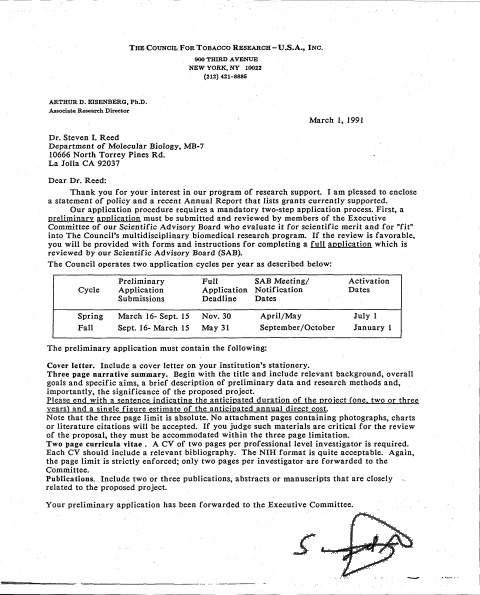 THE COUNCIL FOR TOBACCO RESEARCH – U.S.A., INC.
900 THIRD AVENUE
NEW YORK, NY 10022
(212) 421-8885
ARTHUR D. EISENBERG, Ph.D.
Associate Research Director
March 1, 1991
Dr. Steven I. Reed
Department of Molecular Biology, MB-7
10666 North Torrey Pines Rd.
La Jolla CA 92037
Dear Dr. Reed:
Thank you for your interest in our program of research support. I am pleased to enclose
a statement of policy and a recent Annual Report that lists grants currently supported.
Our application procedure requires a mandatory two-step application process. First, a
preliminary application must be submitted and reviewed by members of the Executive
Committee of our Scientific Advisory Board who evaluate it for scientific merit and for "fit"
into The Council's multidisciplinary biomedical research program. If the review is favorable,
you will be provided with forms and instructions for completing a full application which is
reviewed by our Scientific Advisory Board (SAB).
The Council operates two application cycles per year as described below:
Cycle Preliminary Application Submissions Full Application Deadline SAB Meeting/ Notification Dates Activation Dates
Spring March 16- Sept. 15 Nov. 30 April/May July 1
Fall Sept. 16- March 15 May 31 September/October January 1
The preliminary application must contain the following:
Cover letter. Include a cover letter on your institution's stationery.
Three page narrative summary. Begin with the title and include relevant background, overall
goals and specific aims, a brief description of preliminary data and research methods and,
importantly, the significance of the proposed project.
Please end with a sentence indicating the anticipated duration of the project (one, two or three
years) and a single figure estimate of the anticipated annual direct cost.
Note that the three page limit is absolute. No attachment pages containing photographs, charts
or literature citations will be accepted. If you judge such materials are critical for the review
of the proposal, they must be accommodated within the three page limitation.
Two page curricula vitae . A CV of two pages per professional level investigator is required.
Each CV should include a relevant bibliography. The NIH format is quite acceptable. Again,
the page limit is strictly enforced; only two pages per investigator are forwarded to the
Committee.
Publications. Include two or three publications, abstracts or manuscripts that are closely
related to the proposed project.
Your preliminary application has been forwarded to the Executive Committee.